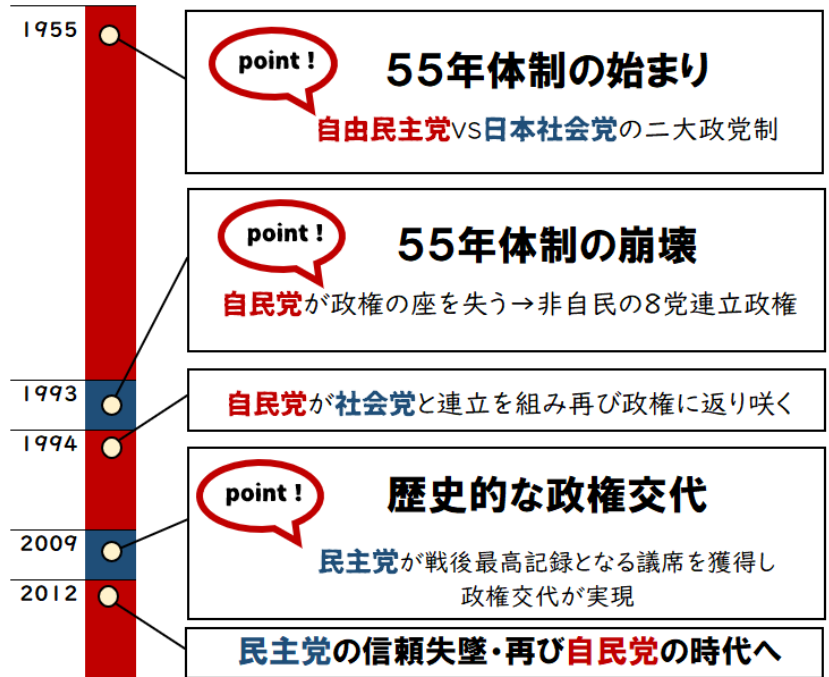 1955
point!
55年体制の始まり
自由民主党VS日本社会党の二大政党制
point!
55年体制の崩壊
自民党が政権の座を失う→非自民の8党連立政権
1993
自民党が社会党と連立を組み再び政権に返り咲く
1994
point!
歴史的な政権交代
2009
民主党が戦後最高記録となる議席を獲得し
政権交代が実現
2012
民主党の信頼失墜・再び自民党の時代へ